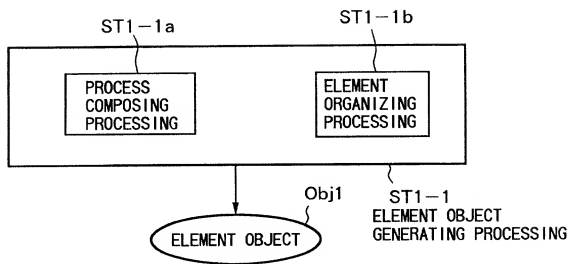 ST1-1a
ST1-1b
PROCESS
COMPOSING
PROCESSING
ELEMENT
ORGANIZING
PROCESSING
Obj1
ST1-1
ELEMENT OBJECT
GENERATING PROCESSING
ELEMENT OBJECT